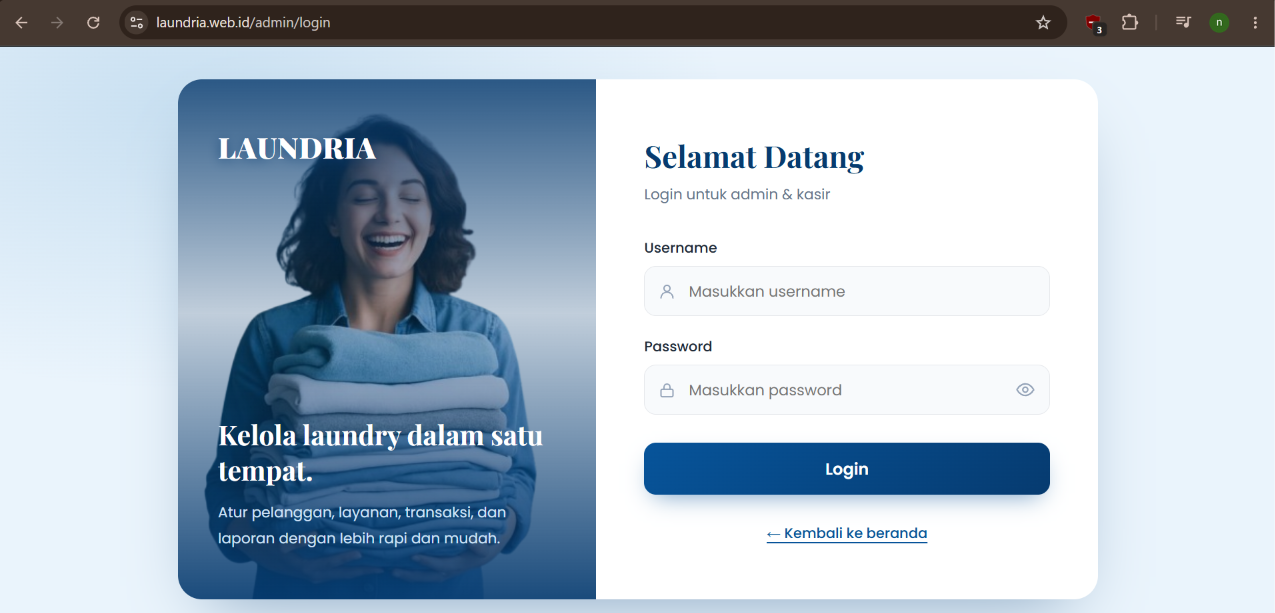 laundria.web.id/admin/login
3
n
LAUNDRIA
Kelola laundry dalam satu
tempat.
Atur pelanggan, layanan, transaksi, dan
laporan dengan lebih rapi dan mudah.
Selamat Datang
Login untuk admin & kasir
Username
Masukkan username
Password
Masukkan password
Login
← Kembali ke beranda